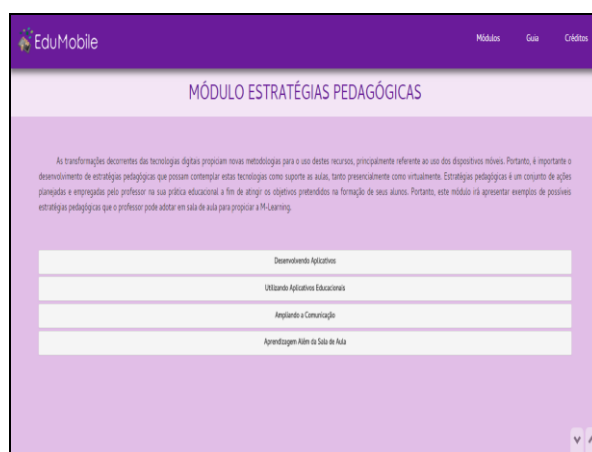 EduMobile
Módulos Guia Créditos
MÓDULO ESTRATÉGIAS PEDAGÓGICAS
As transformações decorrentes das tecnologias digitais propiciam novas metodologias para o uso destes recursos, principalmente referente ao uso dos dispositivos móveis. Portanto, é importante o
desenvolvimento de estratégias pedagógicas que possam contemplar estas tecnologias como suporte as aulas, tanto presencialmente como virtualmente. Estratégias pedagógicas é um conjunto de ações
planejadas e empregadas pelo professor na sua prática educacional a fim de atingir os objetivos pretendidos na formação de seus alunos. Portanto, este módulo irá apresentar exemplos de possíveis
estratégias pedagógicas que o professor pode adotar em sala de aula para propiciar a M-Learning.
Desenvolvendo Aplicativos
Utilizando Aplicativos Educacionais
Ampliando a Comunicação
Aprendizagem Além da Sala de Aula